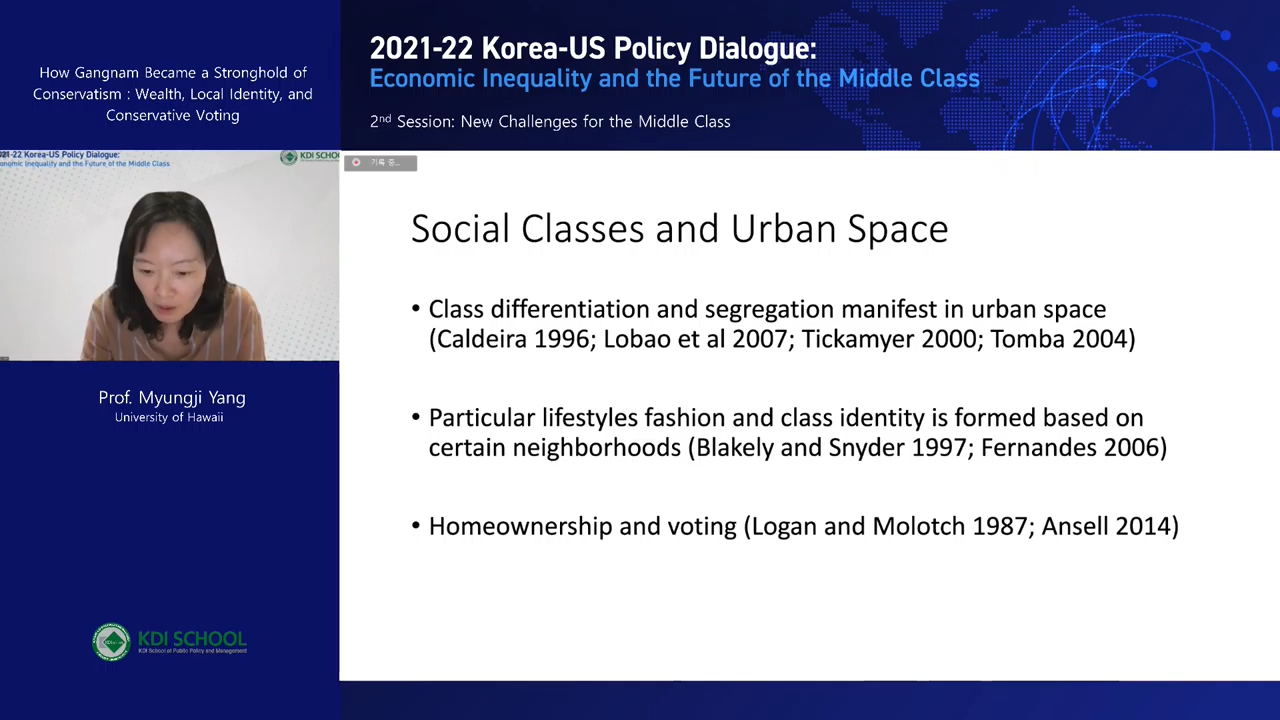 How Gangnam Became a Stronghold of
Conservatism : Wealth, Local Identity, and
Conservative Voting
2021-22 Korea-US Policy Dialogue:
Economic Inequality and the Future of the Middle Class
2nd Session: New Challenges for the Middle Class
21-22 Korea-US Policy Dialogue:
onomic Inequality and the Future of the Middle Class
KDI SCHO
기록 중...
Social Classes and Urban Space
• Class differentiation and segregation manifest in urban space
(Caldeira 1996; Lobao et al 2007; Tickamyer 2000; Tomba 2004)
• Particular lifestyles fashion and class identity is formed based on
certain neighborhoods (Blakely and Snyder 1997; Fernandes 2006)
• Homeownership and voting (Logan and Molotch 1987; Ansell 2014)
Prof. Myungji Yang
University of Hawaii
KDI SCHOOL
KDI School of Public Policy and Management